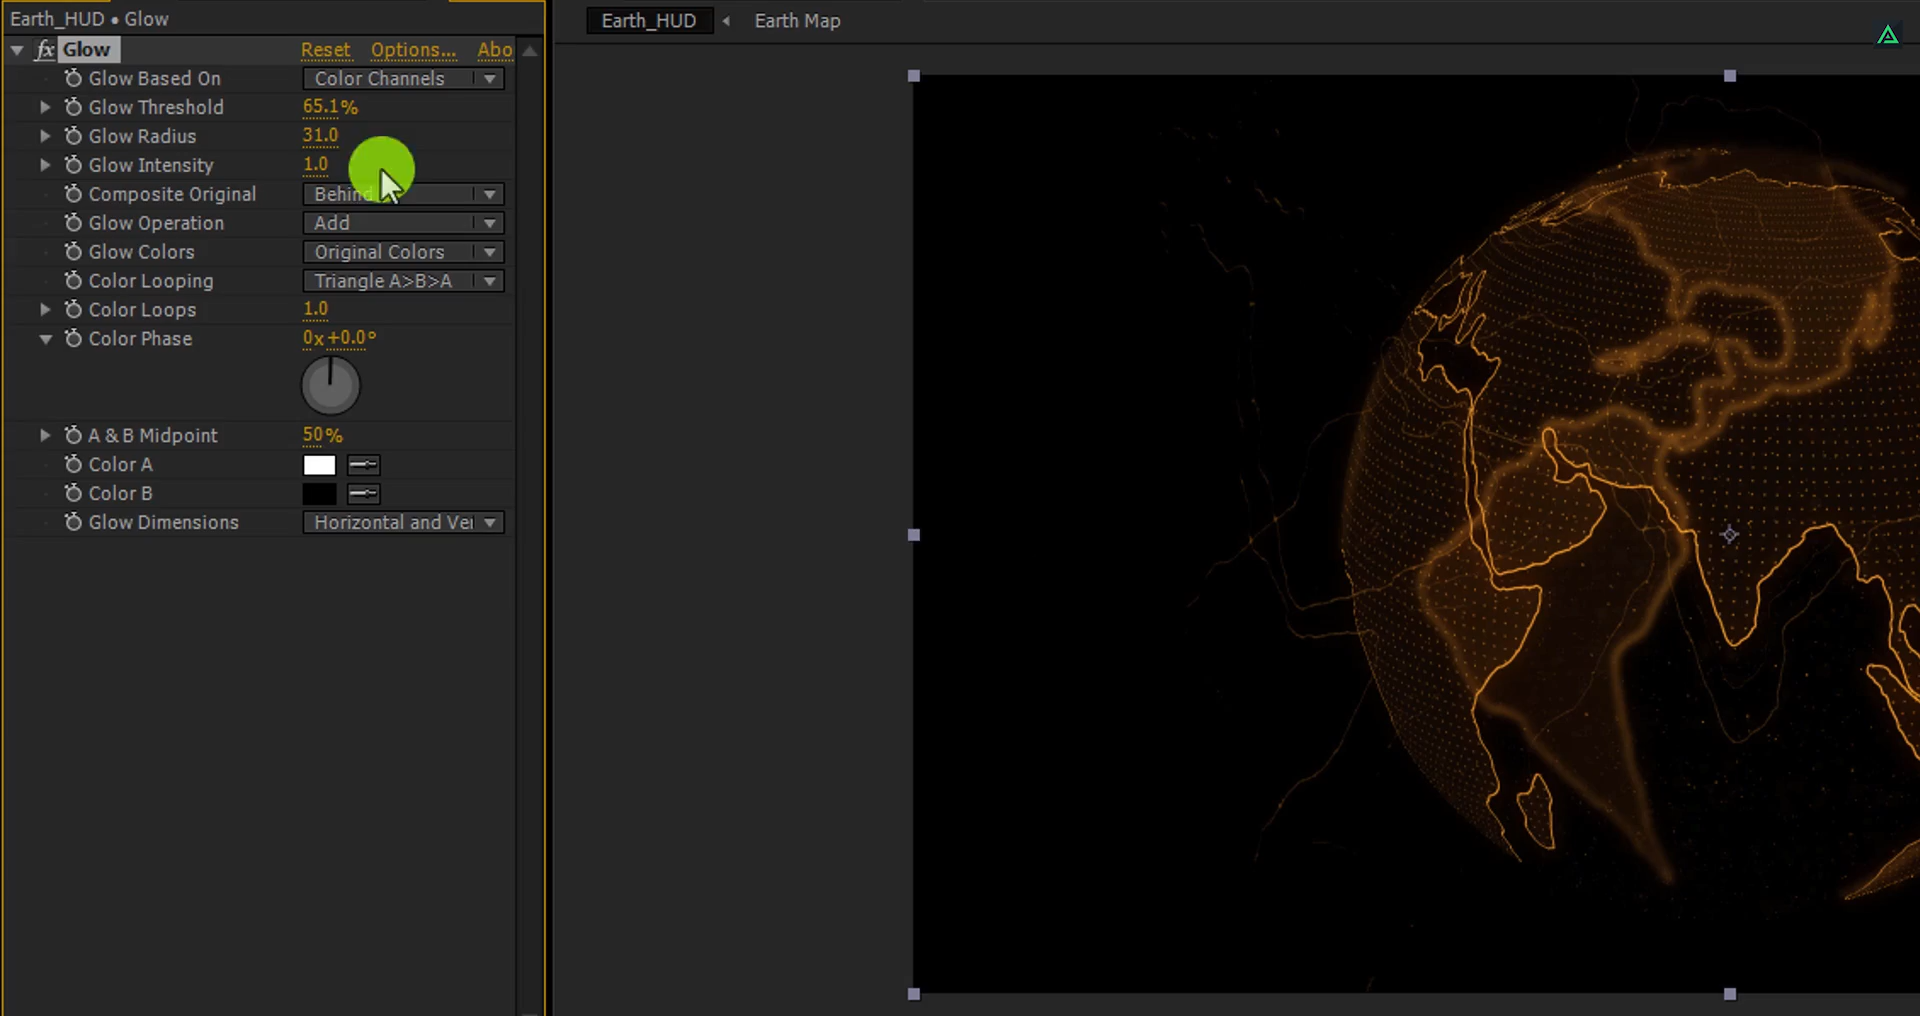 Earth_HUD • Glow
fx Glow Reset Options... Abo
Glow Based On Color Channels
Glow Threshold 65.1%
Glow Radius 31.0
Glow Intensity 1.0
Composite Original Behind
Glow Operation Add
Glow Colors Original Colors
Color Looping Triangle A>B>A
Color Loops 1.0
Color Phase 0x+0.0°
A & B Midpoint 50%
Color A
Color B
Glow Dimensions Horizontal and Ver
Earth_HUD Earth Map